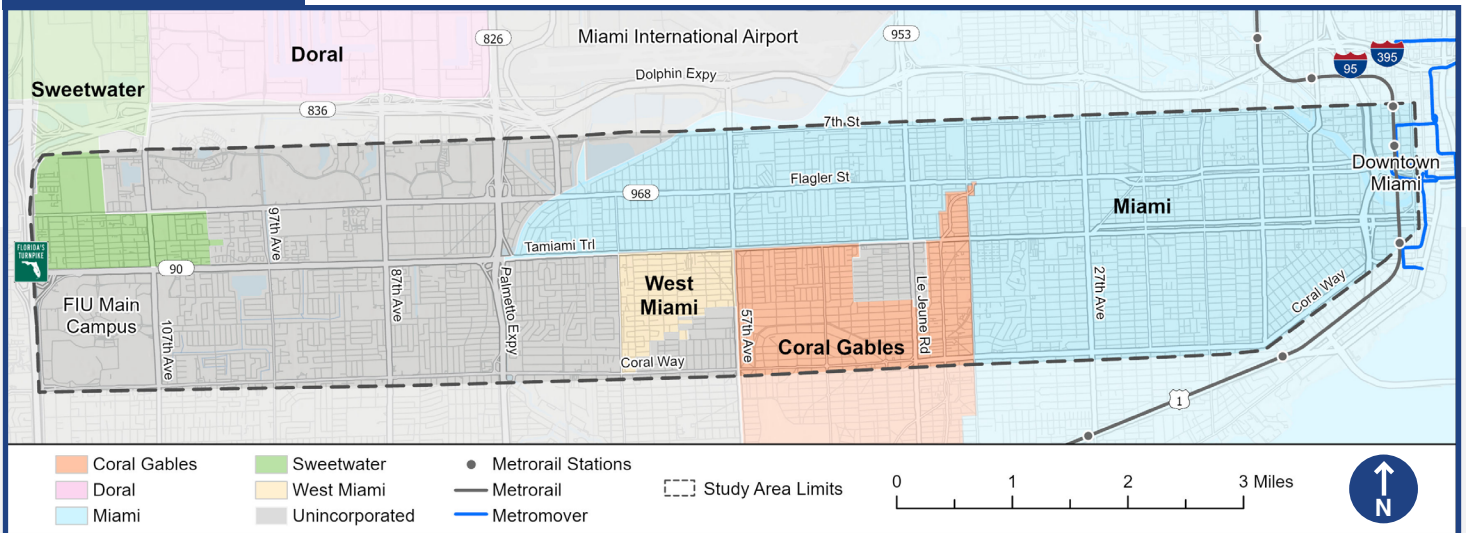 826
Miami International Airport
953
Doral
95
395
Dolphin Expy
Sweetwater
836
7th St
Downtown
Miami
Flagler St
968
Miami
97th Ave
Tamiami Trl
FLORIDA'S
TURNPIKE
90
87th Ave
Palmetto Expy
West
Miami
Le Jeune Rd
27th Ave
Coral Way
FIU Main
Campus
107th Ave
57th Ave
Coral Gables
Coral Way
1
Coral Gables
Doral
Miami
Sweetwater
West Miami
Unincorporated
Metrorail Stations
Metrorail
Metromover
Study Area Limits
0 1 2 3 Miles
N